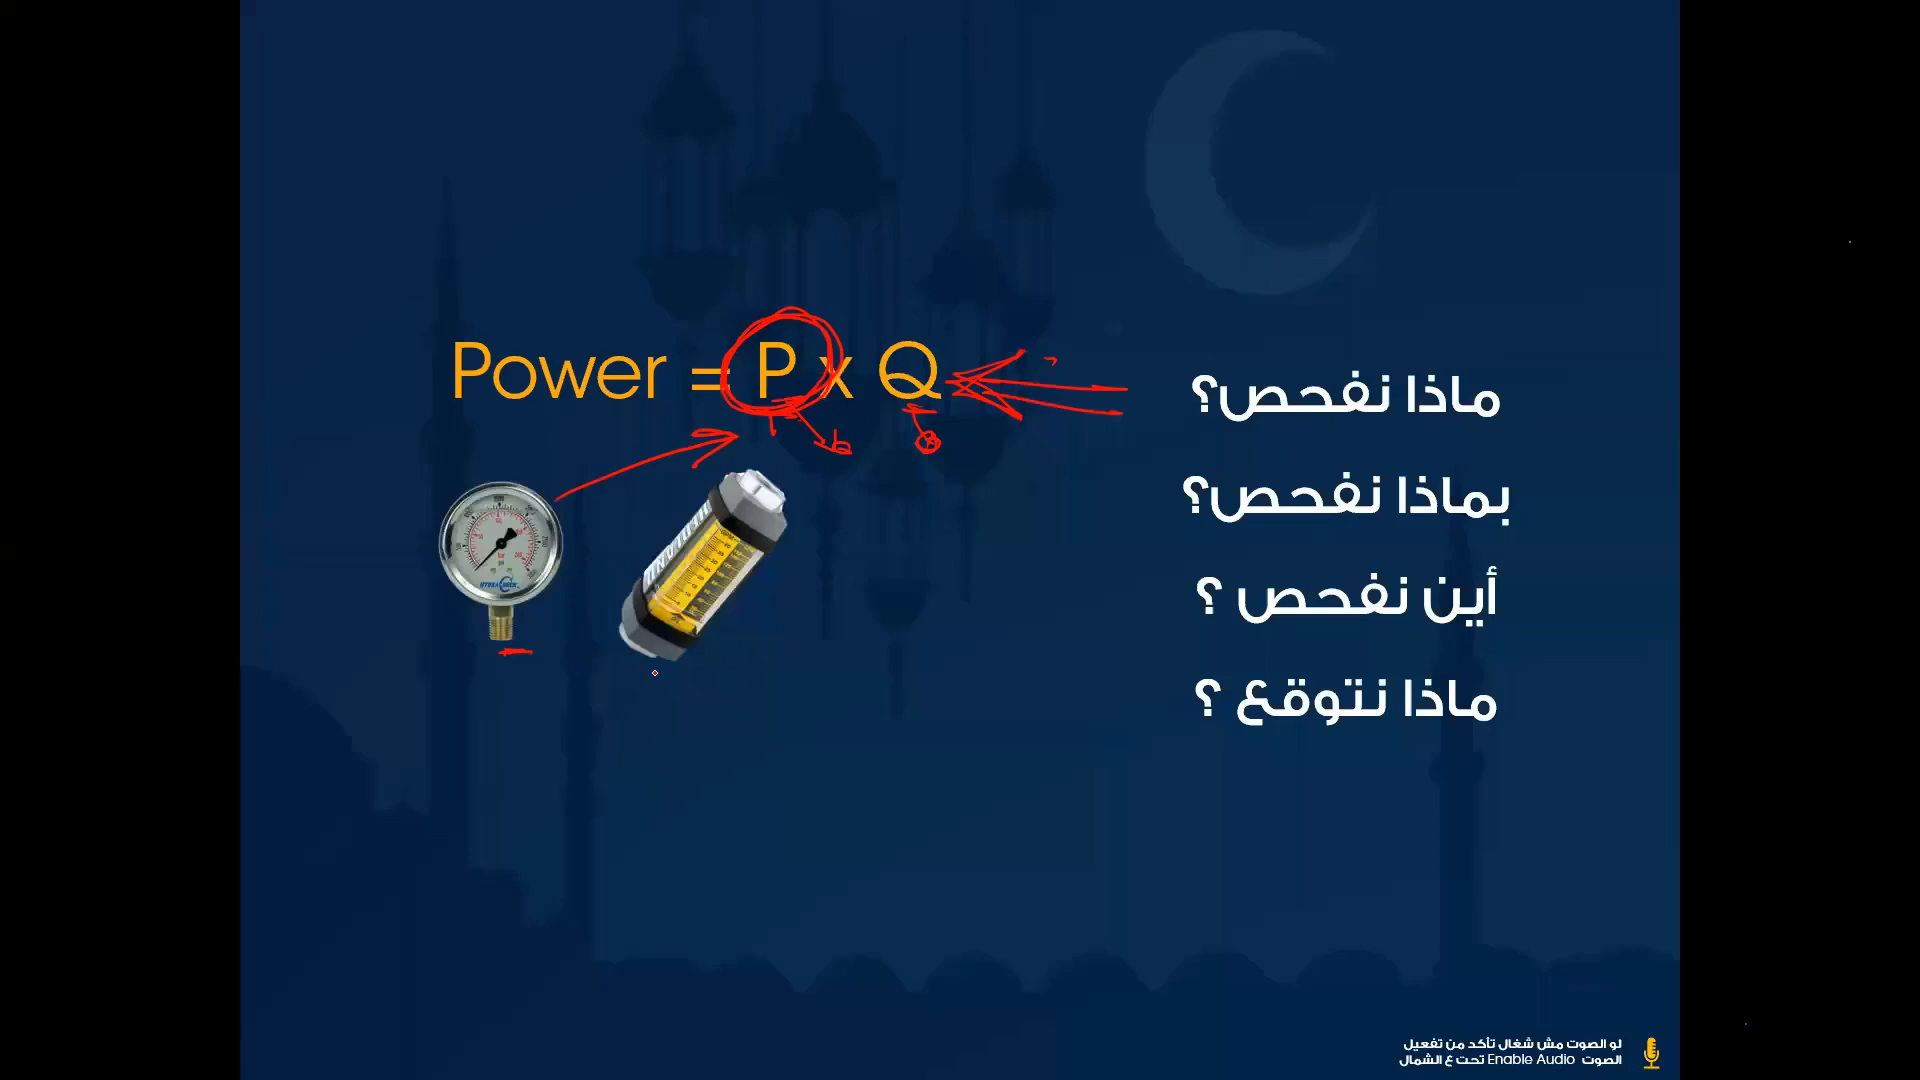 Power = P x Q
ماذا نفحص؟
بماذا نفحص؟
أين نفحص ؟
ماذا نتوقع ؟
لو الصوت مش شغال تأكد من تفعيل
الصوت Enable Audio تحت ع الشمال